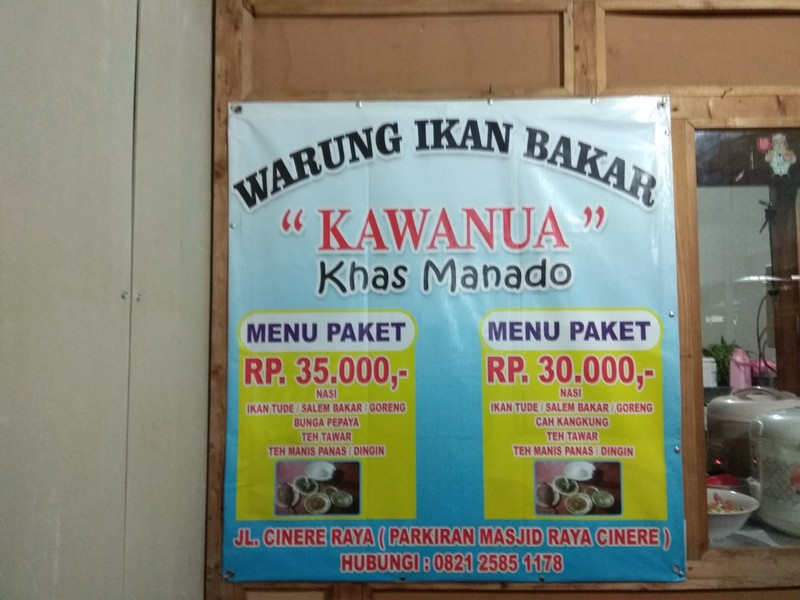 WARUNG IKAN BAKAR
" KAWANUA "
Khas Manado
MENU PAKET
RP. 35.000,-
NASI
IKAN TUDE / SALEM BAKAR / GORENG
BUNGA PEPAYA
TEH TAWAR
TEH MANIS PANAS / DINGIN
MENU PAKET
RP. 30.000,-
NASI
IKAN TUDE / SALEM BAKAR / GORENG
CAH KANGKUNG
TEH TAWAR
TEH MANIS PANAS / DINGIN
JL. CINERE RAYA ( PARKIRAN MASJID RAYA CINERE )
HUBUNGI : 0821 2585 1178